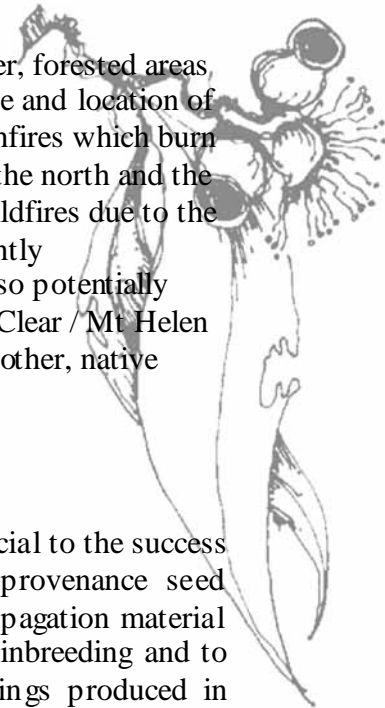 er, forested areas
e and location of
nfires which burn
the north and the
ldfires due to the
ntly
so potentially
Clear / Mt Helen
other, native
cial to the success
provenance seed
pagation material
inbreeding and to
ings produced in